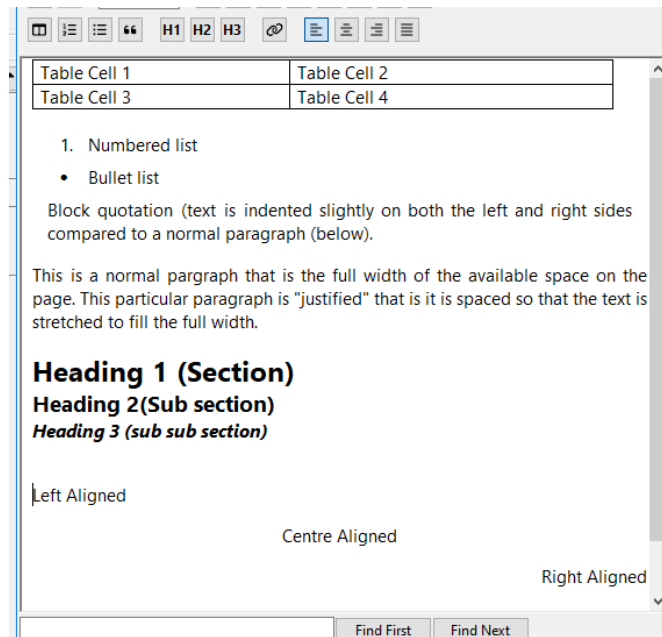 H1 H2 H3
Table Cell 1 Table Cell 2
Table Cell 3 Table Cell 4
1. Numbered list
• Bullet list
Block quotation (text is indented slightly on both the left and right sides
compared to a normal paragraph (below).
This is a normal pargraph that is the full width of the available space on the
page. This particular paragraph is "justified" that is it is spaced so that the text is
stretched to fill the full width.
Heading 1 (Section)
Heading 2(Sub section)
Heading 3 (sub sub section)
Left Aligned
Centre Aligned
Right Aligned
Find First Find Next